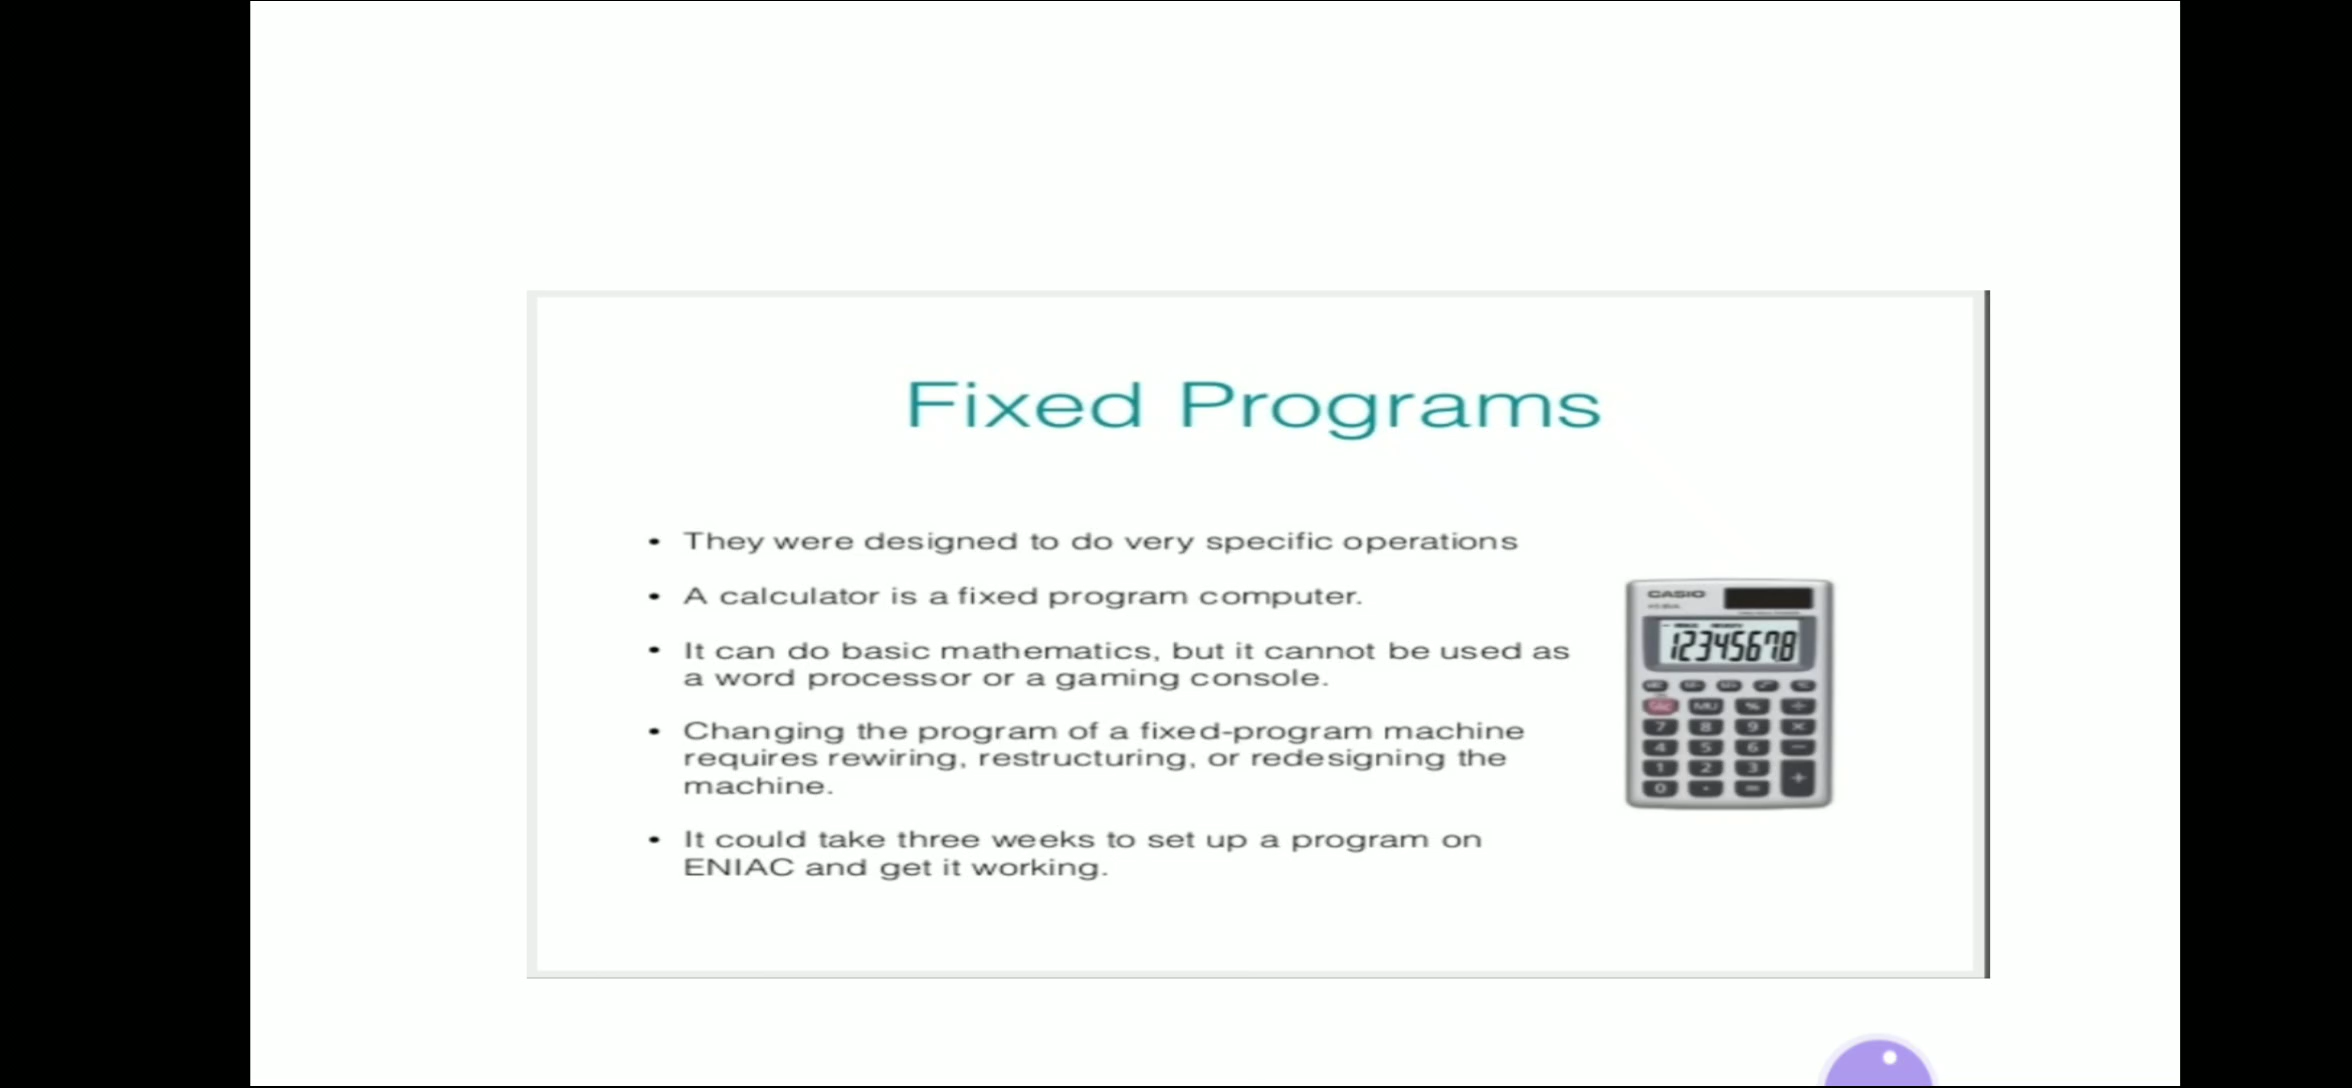 Fixed Programs
• They were designed to do very specific operations
• A calculator is a fixed program computer.
• It can do basic mathematics, but it cannot be used as
a word processor or a gaming console.
• Changing the program of a fixed-program machine
requires rewiring, restructuring, or redesigning the
machine.
• It could take three weeks to set up a program on
ENIAC and get it working.
CASIO
12345678
MU % ÷
7 8 9 ×
4 5 6 −
1 2 3
+
0 . =